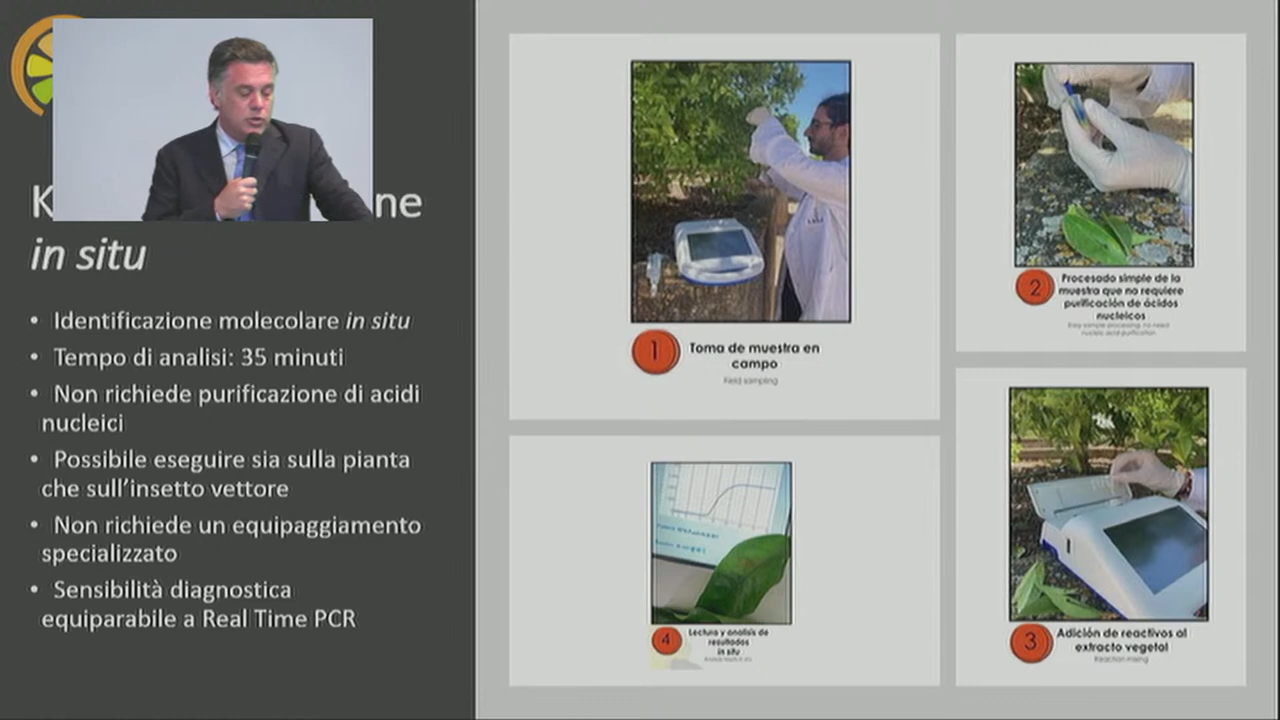 ne
in situ
• Identificazione molecolare in situ
• Tempo di analisi: 35 minuti
• Non richiede purificazione di acidi
nucleici
• Possibile eseguire sia sulla pianta
che sull'insetto vettore
• Non richiede un equipaggiamento
specializzato
• Sensibilità diagnostica
equiparabile a Real Time PCR
1
Toma de muestra en
campo
Field sampling
2
Procesado simple de la
muestra que no requiere
purificación de ácidos
nucleicos
Easy sample processing, no need
nucleic acid purification
4
Lectura y analisis de
resultados
in situ
3
Adición de reactivos al
extracto vegetal
Reaction mixing